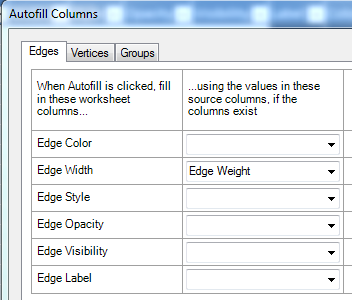 Autofill Columns
Edges Vertices Groups
When Autofill is clicked, fill ...using the values in these
in these worksheet source columns, if the
columns... columns exist
Edge Color
Edge Width Edge Weight
Edge Style
Edge Opacity
Edge Visibility
Edge Label